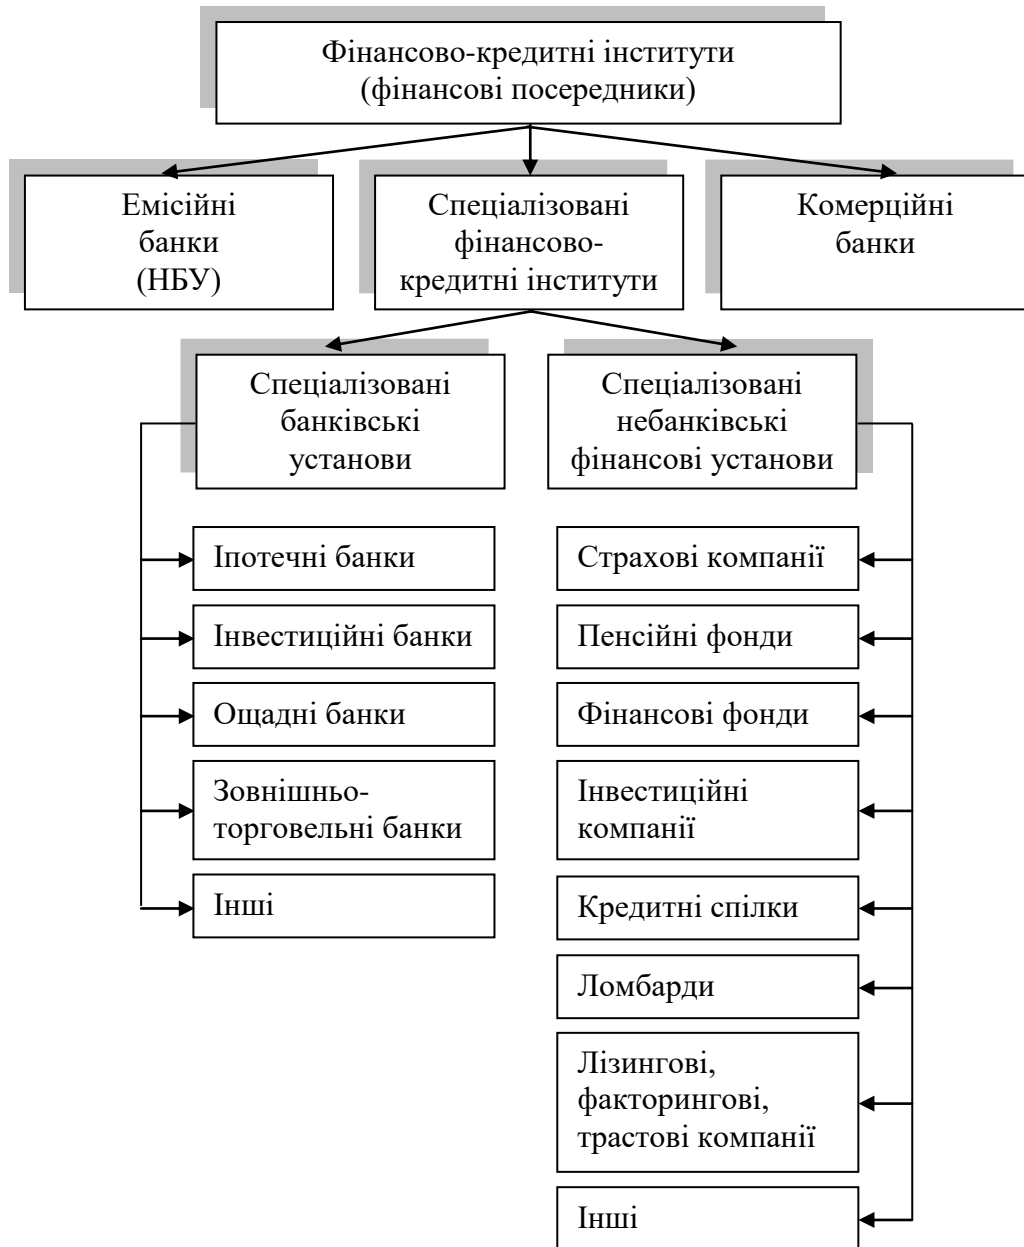 Фінансово-кредитні інститути
(фінансові посередники)
Емісійні
банки
(НБУ)
Спеціалізовані
фінансово-
кредитні інститути
Комерційні
банки
Спеціалізовані
банківські
установи
Спеціалізовані
небанківські
фінансові установи
Іпотечні банки
Інвестиційні банки
Ощадні банки
Зовнішньо-
торговельні банки
Інші
Страхові компанії
Пенсійні фонди
Фінансові фонди
Інвестиційні
компанії
Кредитні спілки
Ломбарди
Лізингові,
факторингові,
трастові компанії
Інші